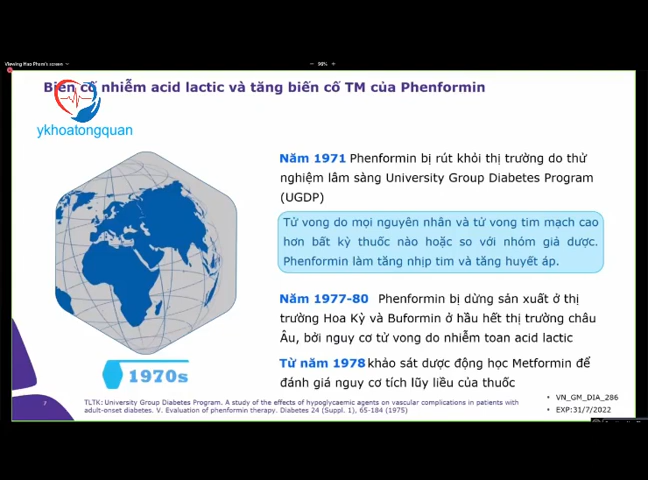 Viewing Hao Pham's screen
98%
Biến cố nhiễm acid lactic và tăng biến cố TM của Phenformin
ykhoatongquan
Năm 1971 Phenformin bị rút khỏi thị trường do thử
nghiệm lâm sàng University Group Diabetes Program
(UGDP)
Tử vong do mọi nguyên nhân và tử vong tim mạch cao
hơn bất kỳ thuốc nào hoặc so với nhóm giả dược.
Phenformin làm tăng nhịp tim và tăng huyết áp.
Năm 1977-80 Phenformin bị dừng sản xuất ở thị
trường Hoa Kỳ và Buformin ở hầu hết thị trường châu
Âu, bởi nguy cơ tử vong do nhiễm toan acid lactic
Từ năm 1978 khảo sát dược động học Metformin để
đánh giá nguy cơ tích lũy liều của thuốc
1970s
7
TLTK: University Group Diabetes Program. A study of the effects of hypoglycaemic agents on vascular complications in patients with
adult-onset diabetes. V. Evaluation of phenformin therapy. Diabetes 24 (Suppl. 1), 65-184 (1975)
• VN_GM_DIA_286
• EXP:31/7/2022